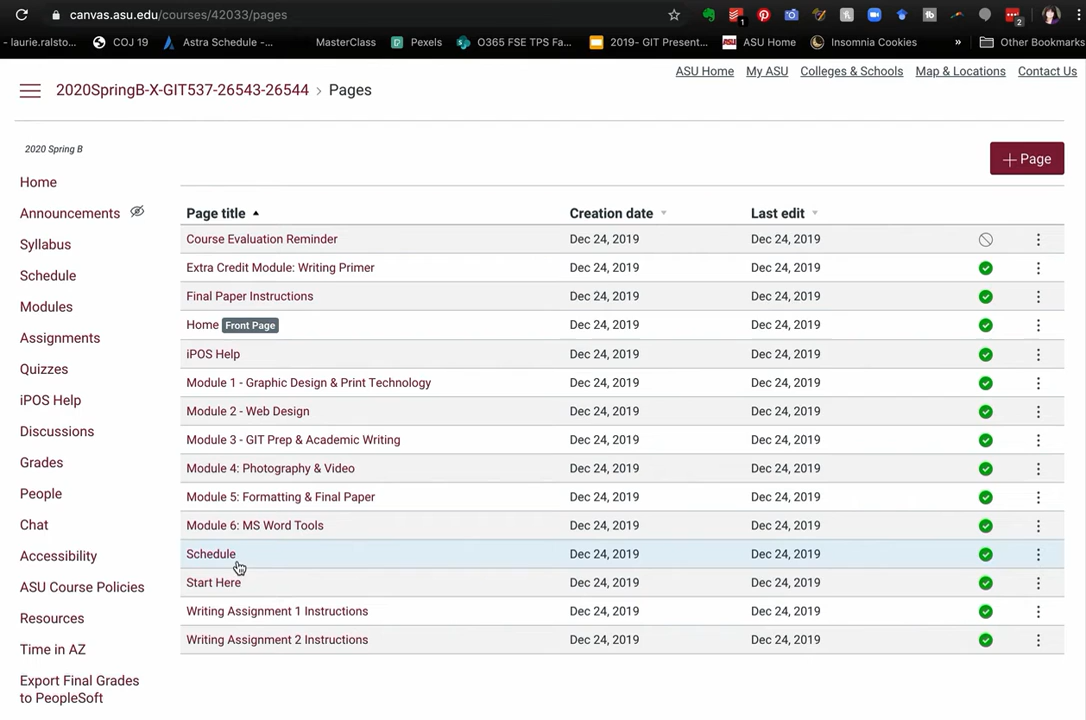 canvas.asu.edu/courses/42033/pages
1
2
- laurie.ralston... COJ 19 Astra Schedule -... MasterClass Pexels O365 FSE TPS Fa... 2019- GIT Present... ASU Home Insomnia Cookies » Other Bookmarks
ASU Home My ASU Colleges & Schools Map & Locations Contact Us
2020SpringB-X-GIT537-26543-26544 › Pages
2020 Spring B
+ Page
Home
Announcements
Syllabus
Schedule
Modules
Assignments
Quizzes
iPOS Help
Discussions
Grades
People
Chat
Accessibility
ASU Course Policies
Resources
Time in AZ
Export Final Grades
to PeopleSoft
Page title Creation date Last edit
Course Evaluation Reminder Dec 24, 2019 Dec 24, 2019
Extra Credit Module: Writing Primer Dec 24, 2019 Dec 24, 2019
Final Paper Instructions Dec 24, 2019 Dec 24, 2019
Home Front Page Dec 24, 2019 Dec 24, 2019
iPOS Help Dec 24, 2019 Dec 24, 2019
Module 1 - Graphic Design & Print Technology Dec 24, 2019 Dec 24, 2019
Module 2 - Web Design Dec 24, 2019 Dec 24, 2019
Module 3 - GIT Prep & Academic Writing Dec 24, 2019 Dec 24, 2019
Module 4: Photography & Video Dec 24, 2019 Dec 24, 2019
Module 5: Formatting & Final Paper Dec 24, 2019 Dec 24, 2019
Module 6: MS Word Tools Dec 24, 2019 Dec 24, 2019
Schedule Dec 24, 2019 Dec 24, 2019
Start Here Dec 24, 2019 Dec 24, 2019
Writing Assignment 1 Instructions Dec 24, 2019 Dec 24, 2019
Writing Assignment 2 Instructions Dec 24, 2019 Dec 24, 2019